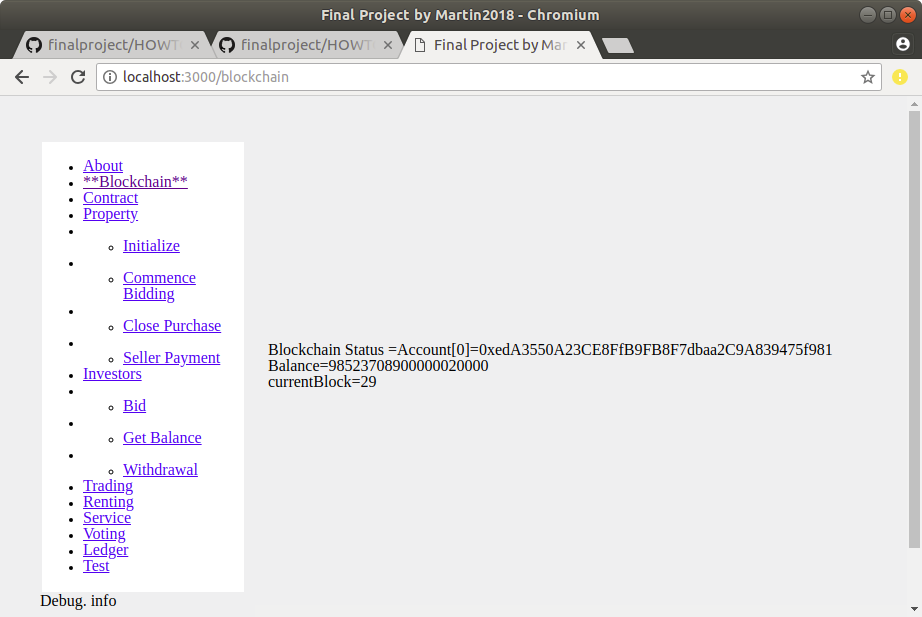 Final Project by Martin2018 - Chromium
finalproject/HOWT
finalproject/HOWT
Final Project by Mar
localhost:3000/blockchain
About
**Blockchain**
Contract
Property
Initialize
Commence
Bidding
Close Purchase
Seller Payment
Investors
Bid
Get Balance
Withdrawal
Trading
Renting
Service
Voting
Ledger
Test
Blockchain Status =Account[0]=0xedA3550A23CE8FfB9FB8F7dbaa2C9A839475f981
Balance=98523708900000020000
currentBlock=29
Debug. info